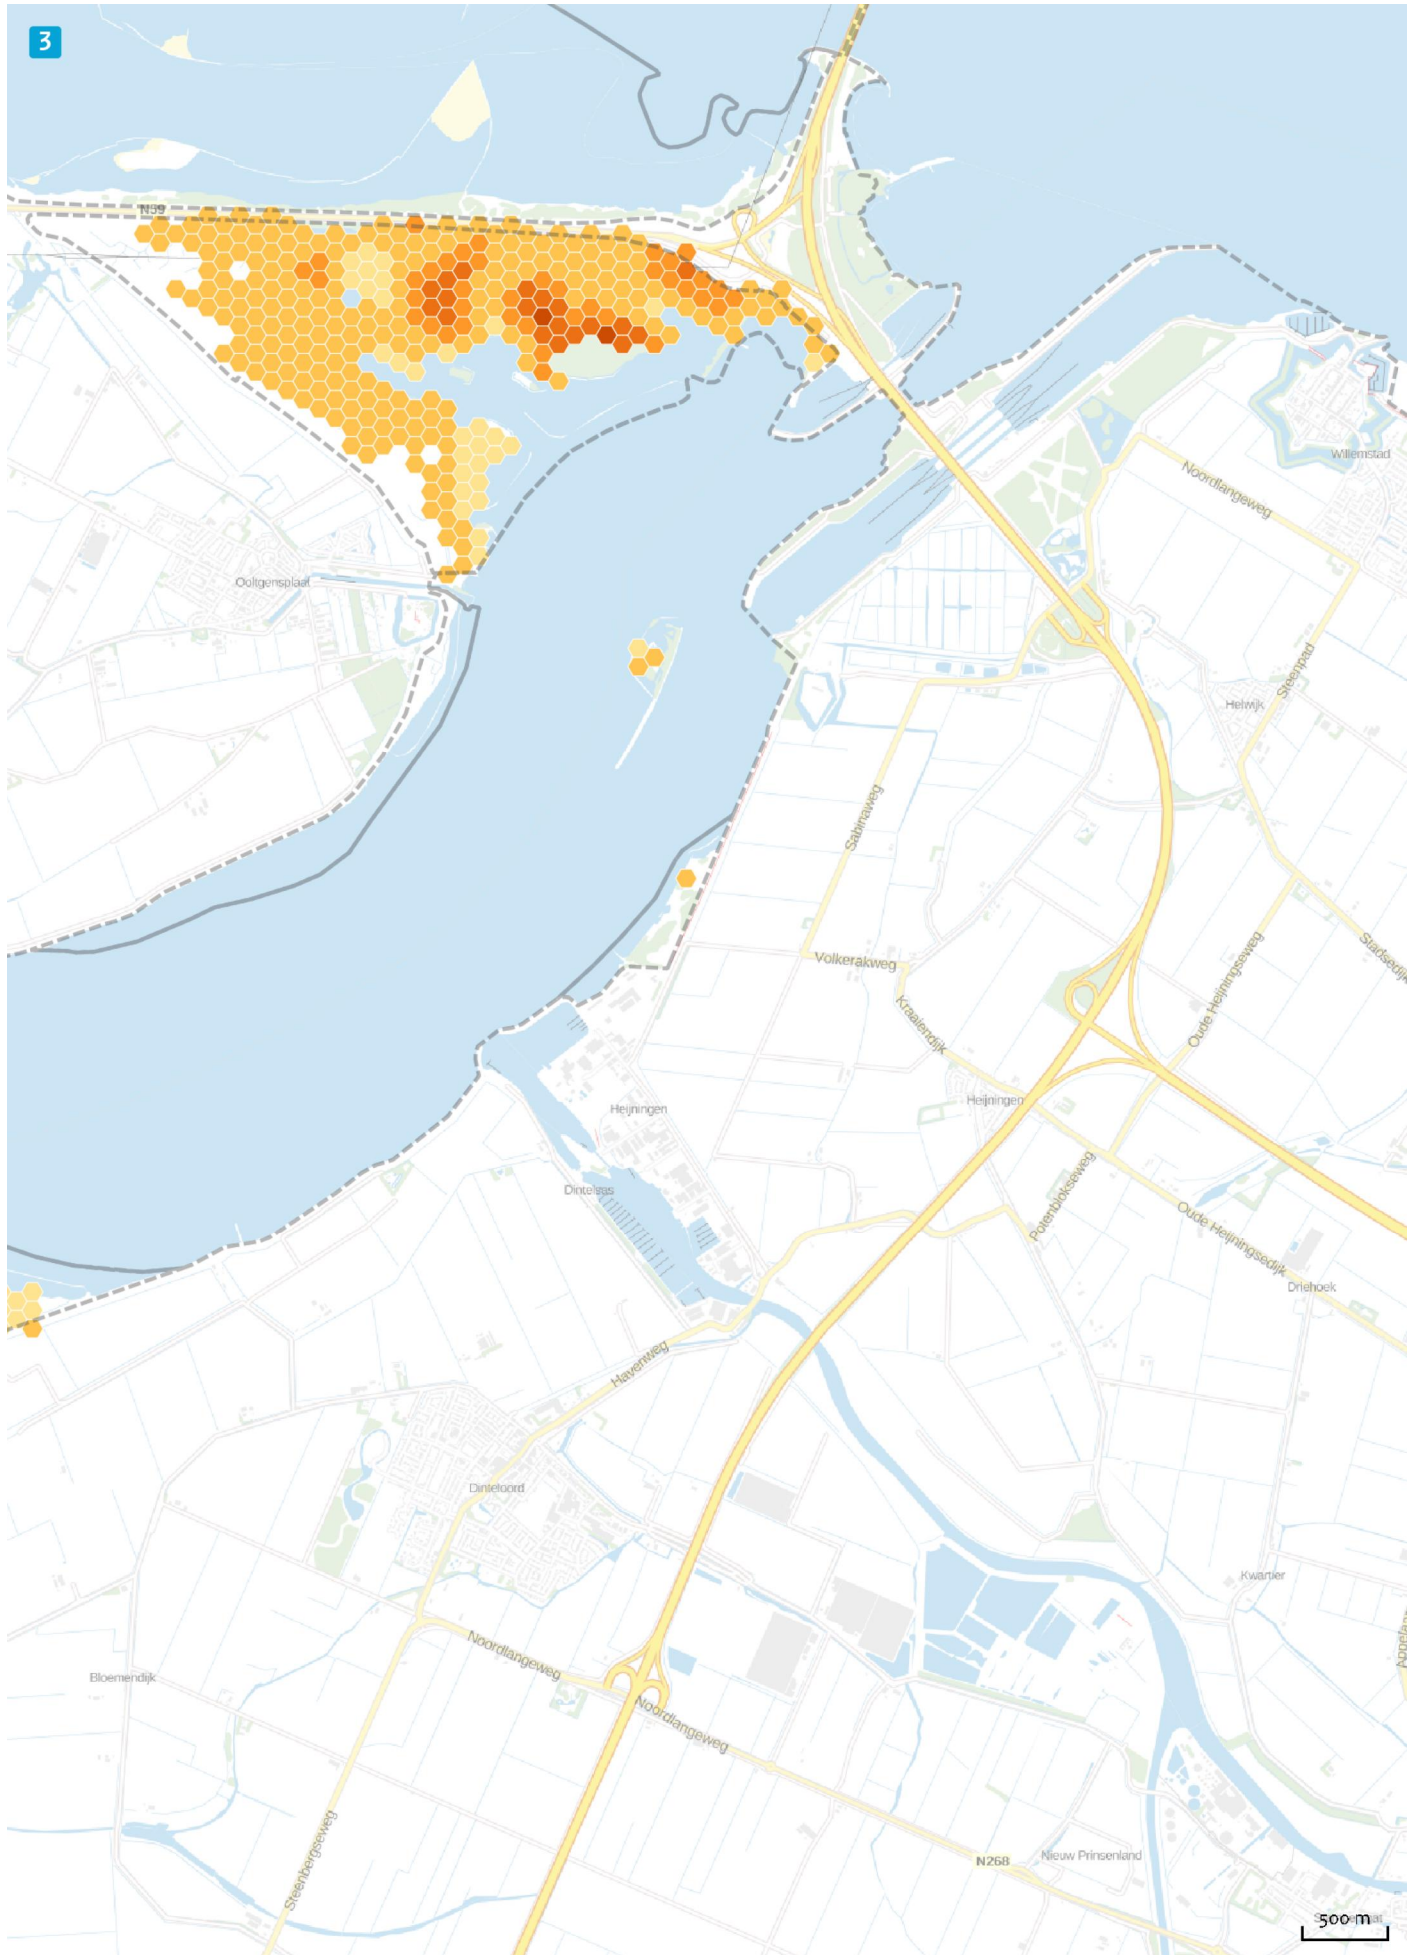 3
N59
Willemstad
Noordlangeweg
Ooltgensplaat
Steenpad
Helwijk
Sabinaweg
Volkerakweg
Stadsedijk
Oude Heijningseweg
Kraaiendijk
Heijningen
Heijningen
Dintelsas
Potenblokseweg
Oude Heijningsedijk
Driehoek
Havenweg
Dinteloord
Kwartier
Noordlangeweg
Bloemendijk
Noordlangeweg
Steenbergseweg
N268
Nieuw Prinsenland
500 m